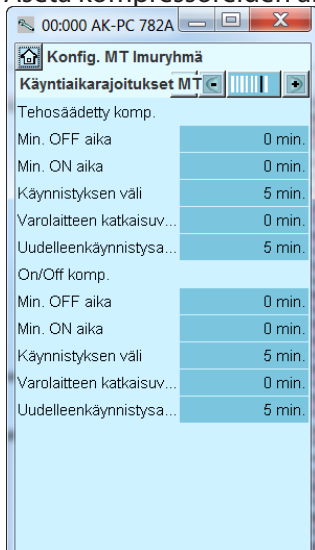 00:000 AK-PC 782A
Konfig. MT Imuryhmä
Käyntiaikarajoitukset MT
Tehosäädetty komp.
Min. OFF aika 0 min.
Min. ON aika 0 min.
Käynnistyksen väli 5 min.
Varolaitteen katkaisuv... 0 min.
Uudelleenkäynnistysa... 5 min.
On/Off komp.
Min. OFF aika 0 min.
Min. ON aika 0 min.
Käynnistyksen väli 5 min.
Varolaitteen katkaisuv... 0 min.
Uudelleenkäynnistysa... 5 min.